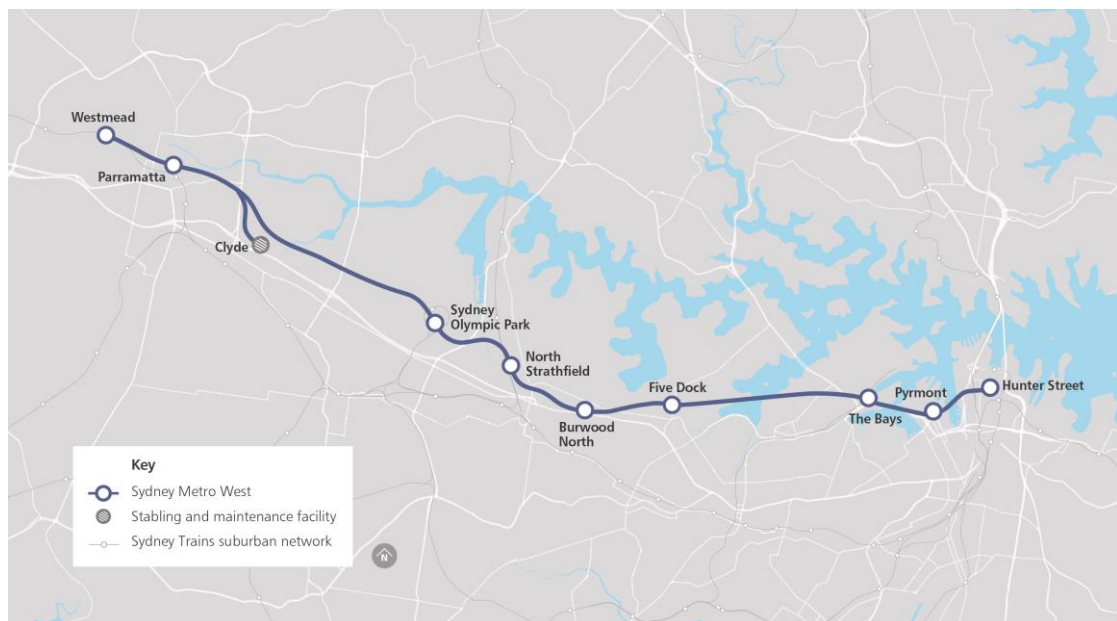 Westmead
Parramatta
Clyde
Sydney
Olympic Park
North
Strathfield
Burwood
North
Five Dock
The Bays
Pyrmont
Hunter Street
Key
Sydney Metro West
Stabling and maintenance facility
Sydney Trains suburban network
N